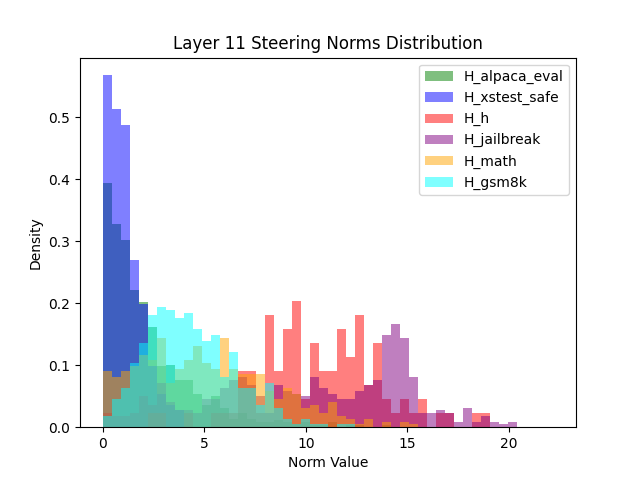 Layer 11 Steering Norms Distribution
H_alpaca_eval
H_xstest_safe
H_h
H_jailbreak
H_math
H_gsm8k
Density
0.5
0.4
0.3
0.2
0.1
0.0
0 5 10 15 20
Norm Value